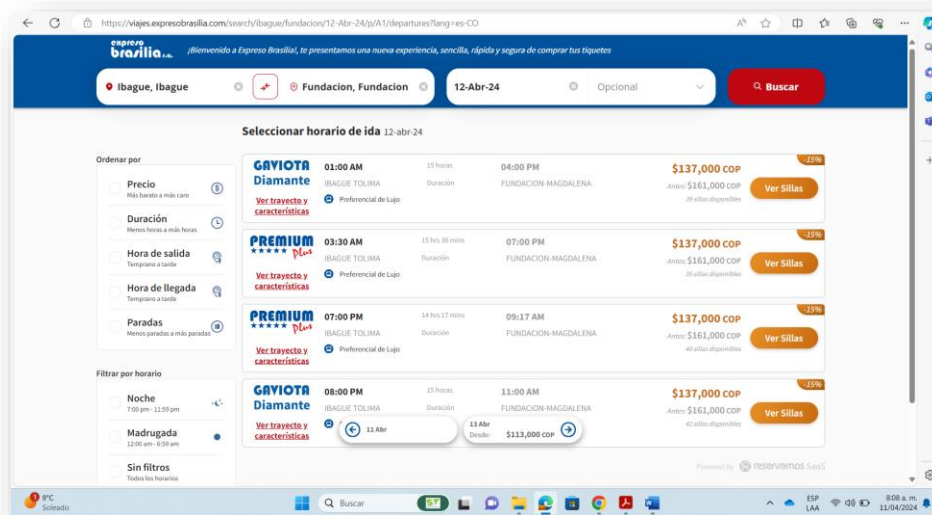 https://viajes.expresobrasilia.com/search/ibague/fundacion/12-Abr-24/p/A1/departures?lang=es-CO
expreso
brasilia S.A.
¡Bienvenido a Expreso Brasilia!, te presentamos una nueva experiencia, sencilla, rápida y segura de comprar tus tiquetes
Ibague, Ibague
Fundacion, Fundacion
12-Abr-24
Opcional
Buscar
Seleccionar horario de ida 12-abr-24
Ordenar por
Precio
Más barato a más caro
Duración
Menos horas a más horas
Hora de salida
Temprano a tarde
Hora de llegada
Temprano a tarde
Paradas
Menos paradas a más paradas
Filtrar por horario
Noche
7:00 pm - 11:59 pm
Madrugada
12:00 am - 6:59 am
Sin filtros
Todos los horarios
GAVIOTA
Diamante
Ver trayecto y
características
01:00 AM
15 horas
04:00 PM
IBAGUE TOLIMA
Duración
FUNDACION-MAGDALENA
Preferencial de Lujo
-15%
$137,000 COP
Antes: $161,000 COP
39 sillas disponibles
Ver Sillas
PREMIUM
Plus
Ver trayecto y
características
03:30 AM
15 hrs 30 mins
07:00 PM
IBAGUE TOLIMA
Duración
FUNDACION-MAGDALENA
Preferencial de Lujo
-15%
$137,000 COP
Antes: $161,000 COP
35 sillas disponibles
Ver Sillas
PREMIUM
Plus
Ver trayecto y
características
07:00 PM
14 hrs 17 mins
09:17 AM
IBAGUE TOLIMA
Duración
FUNDACION-MAGDALENA
Preferencial de Lujo
-15%
$137,000 COP
Antes: $161,000 COP
40 sillas disponibles
Ver Sillas
GAVIOTA
Diamante
Ver trayecto y
características
08:00 PM
15 horas
11:00 AM
IBAGUE TOLIMA
Duración
FUNDACION-MAGDALENA
-15%
$137,000 COP
Antes: $161,000 COP
42 sillas disponibles
Ver Sillas
11 Abr
13 Abr
Desde: $113,000 COP
Powered by reservamos SaaS
9°C
Soleado
Buscar
ESP
LAA
8:08 a. m.
11/04/2024